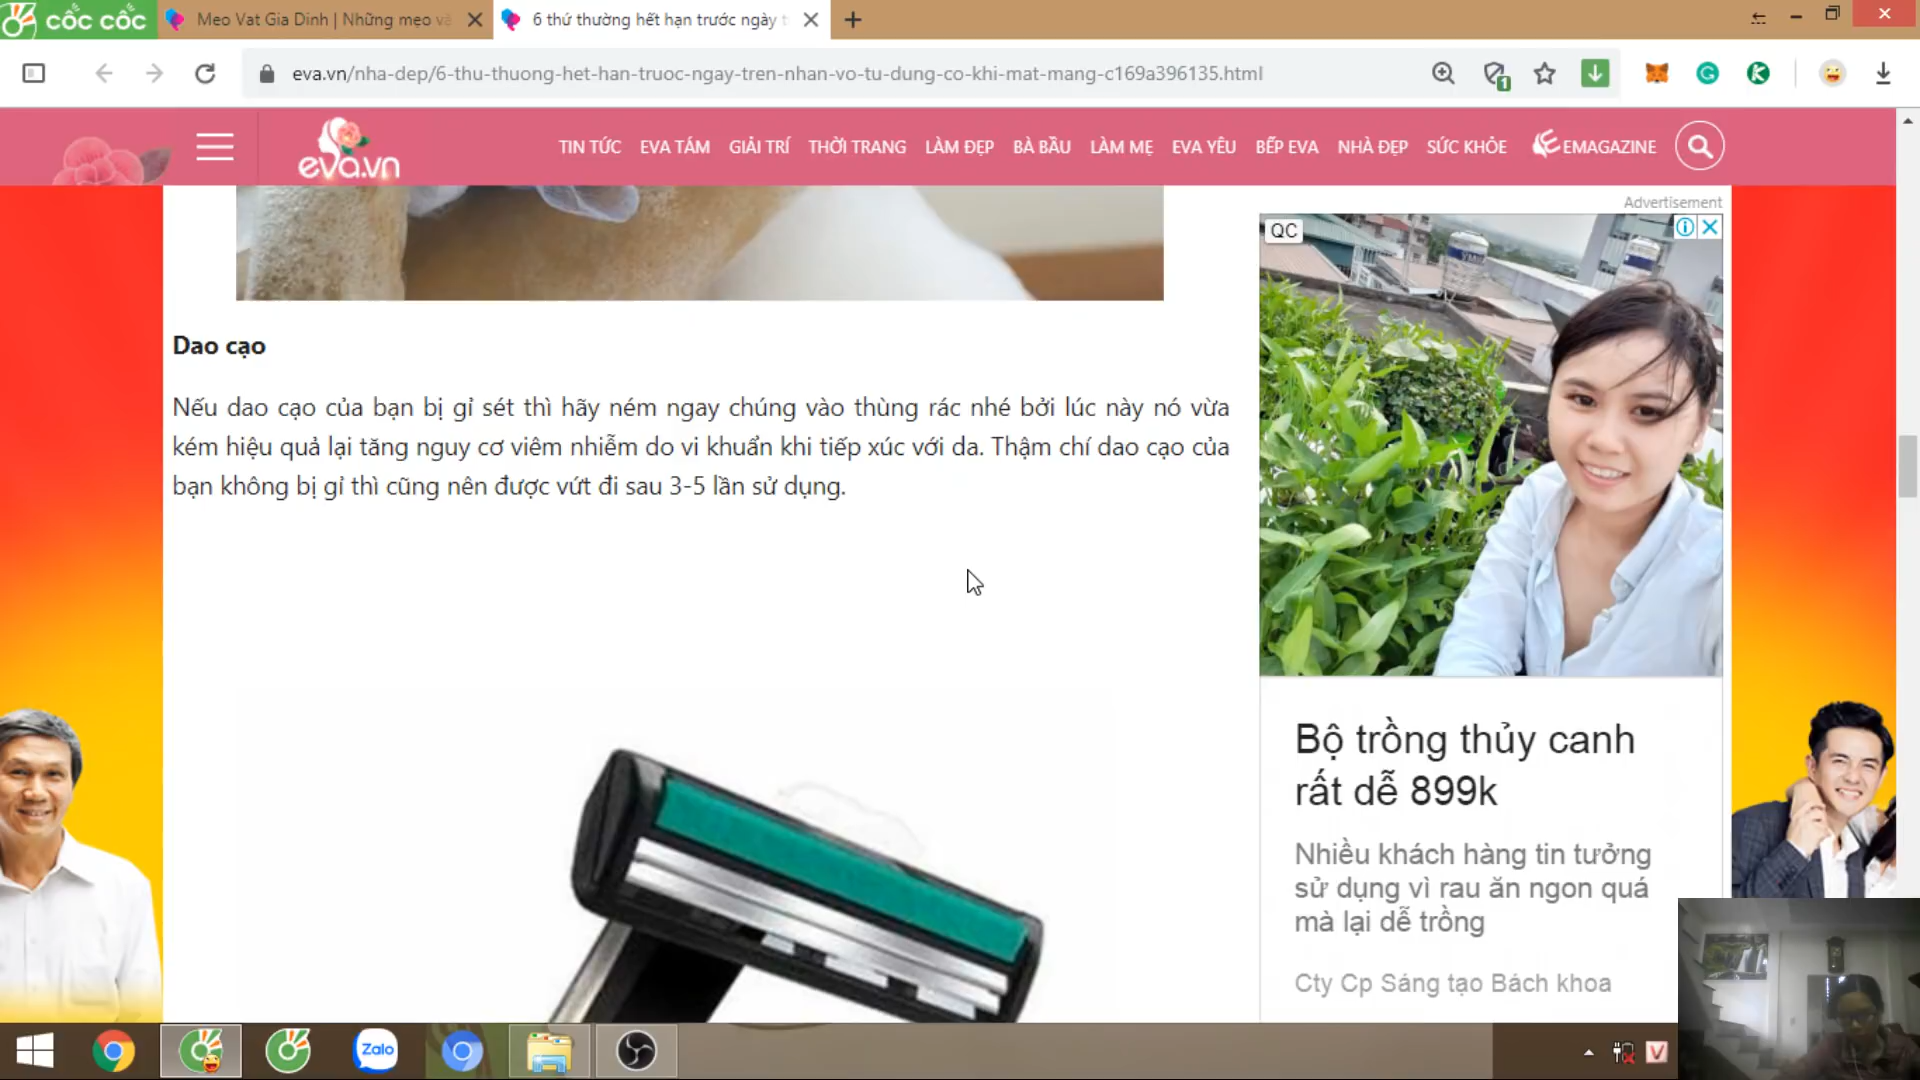 cốc cốc
Meo Vat Gia Dinh | Những mẹo vặ
6 thứ thường hết hạn trước ngày t
eva.vn/nha-dep/6-thu-thuong-het-han-truoc-ngay-tren-nhan-vo-tu-dung-co-khi-mat-mang-c169a396135.html
1
eva.vn
TIN TỨC EVA TÁM GIẢI TRÍ THỜI TRANG LÀM ĐẸP BÀ BẦU LÀM MẸ EVA YÊU BẾP EVA NHÀ ĐẸP SỨC KHỎE EMAGAZINE
Advertisement
QC
Dao cạo
Nếu dao cạo của bạn bị gỉ sét thì hãy ném ngay chúng vào thùng rác nhé bởi lúc này nó vừa
kém hiệu quả lại tăng nguy cơ viêm nhiễm do vi khuẩn khi tiếp xúc với da. Thậm chí dao cạo của
bạn không bị gỉ thì cũng nên được vứt đi sau 3-5 lần sử dụng.
Bộ trồng thủy canh
rất dễ 899k
Nhiều khách hàng tin tưởng
sử dụng vì rau ăn ngon quá
mà lại dễ trồng
Cty Cp Sáng tạo Bách khoa
Zalo
V